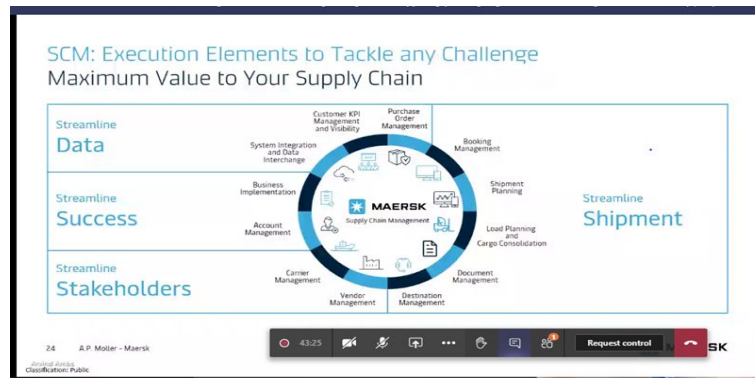 SCM: Execution Elements to Tackle any Challenge
Maximum Value to Your Supply Chain
Streamline
Data
Streamline
Success
Streamline
Stakeholders
Customer KPI
Management
and Visibility
Purchase
Order
Management
System Integration
and Data
Interchange
Booking
Management
Business
Implementation
Shipment
Planning
Account
Management
Load Planning
and
Cargo Consolidation
Carrier
Management
Document
Management
Vendor
Management
Destination
Management
MAERSK
Supply Chain Management
Streamline
Shipment
24 A.P. Moller - Maersk
Classification: Public
43:25
Request control
SK